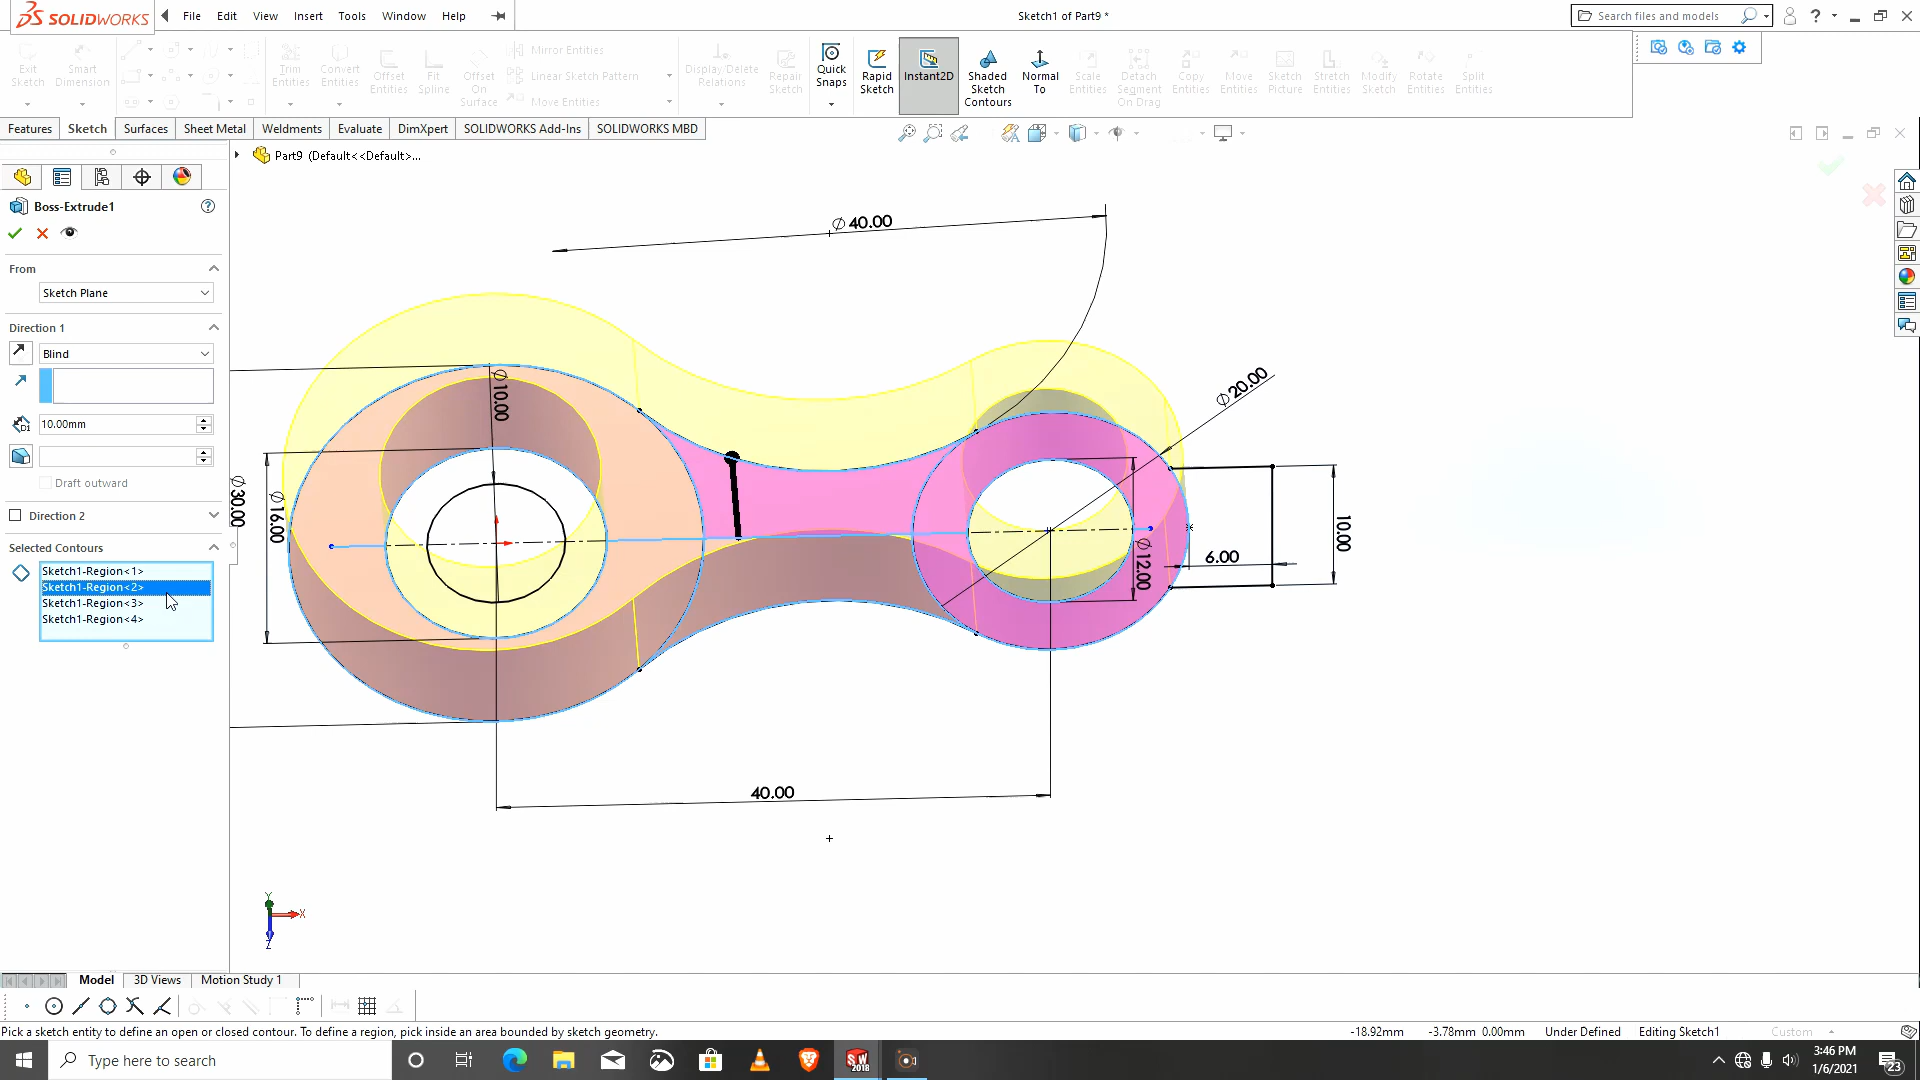 SOLIDWORKS File Edit View Insert Tools Window Help Sketch1 of Part9 * Search files and models ?
Exit Sketch Smart Dimension Trim Entities Convert Entities Offset Entities Fit Spline Offset On Surface Mirror Entities Linear Sketch Pattern Move Entities Display/Delete Relations Repair Sketch Quick Snaps Rapid Sketch Instant2D Shaded Sketch Contours Normal To Scale Entities Detach Segment On Drag Copy Entities Move Entities Sketch Picture Stretch Entities Modify Sketch Rotate Entities Split Entities
Features Sketch Surfaces Sheet Metal Weldments Evaluate DimXpert SOLIDWORKS Add-Ins SOLIDWORKS MBD
Part9 (Default<<Default>...
Boss-Extrude1
From
Sketch Plane
Direction 1
Blind
D1
10.00mm
Draft outward
Direction 2
Selected Contours
Sketch1-Region<1>
Sketch1-Region<2>
Sketch1-Region<3>
Sketch1-Region<4>
∅ 40.00
∅10.00
∅20.00
∅30.00
∅16.00
∅12.00
10.00
6.00
40.00
Y
X
Z
Model 3D Views Motion Study 1
Pick a sketch entity to define an open or closed contour. To define a region, pick inside an area bounded by sketch geometry. -18.92mm -3.78mm 0.00mm Under Defined Editing Sketch1 Custom
Type here to search
SW 2018
3:46 PM
1/6/2021
23